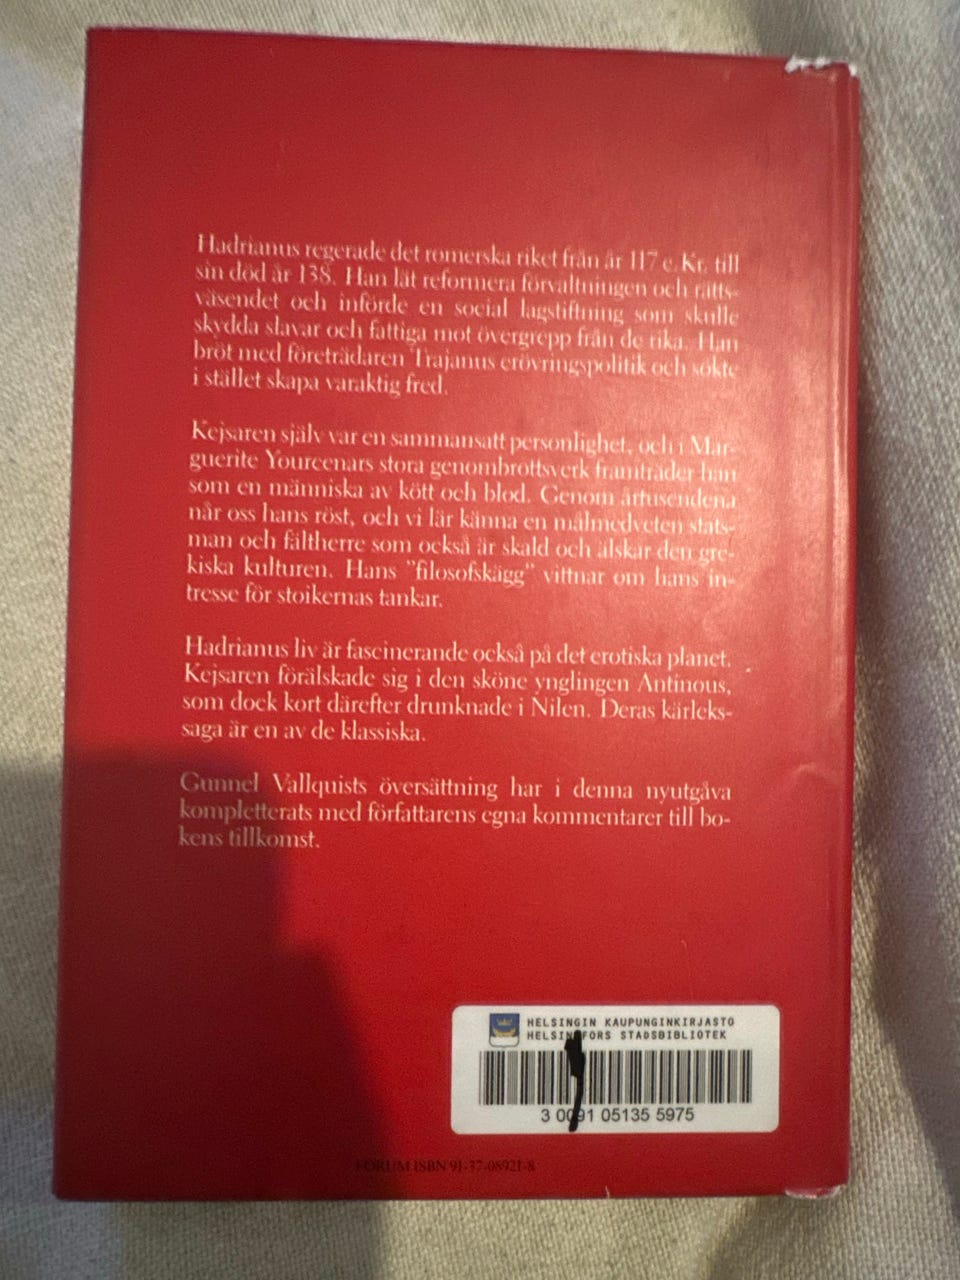 Hadrianus regerade det romerska riket från år 117 e. Kr. till
sin död år 138. Han lät reformera förvaltningen och rätts-
väsendet och införde en social lagstiftning som skulle
skydda slavar och fattiga mot övergrepp från de rika. Han
bröt med företrädaren Trajanus erövringspolitik och sökte
i stället skapa varaktig fred.
Kejsaren själv var en sammansatt personlighet, och i Mar-
guerite Yourcenars stora genombrottsverk framträder han
som en människa av kött och blod. Genom årtusendena
når oss hans röst, och vi lär känna en målmedveten stats-
man och fältherre som också är skald och älskar den gre-
kiska kulturen. Hans "filosofskägg" vittnar om hans in-
tresse för stoikernas tankar.
Hadrianus liv är fascinerande också på det erotiska planet.
Kejsaren förälskade sig i den sköne ynglingen Antinous,
som dock kort därefter drunknade i Nilen. Deras kärleks-
saga är en av de klassiska.
Gunnel Vallquists översättning har i denna nyutgåva
kompletterats med författarens egna kommentarer till bo-
kens tillkomst.
HELSINGIN KAUPUNGINKIRJASTO
HELSINGFORS STADSBIBLIOTEK
3 0091 05135 5975
FORUM ISBN 91-37-08921-8